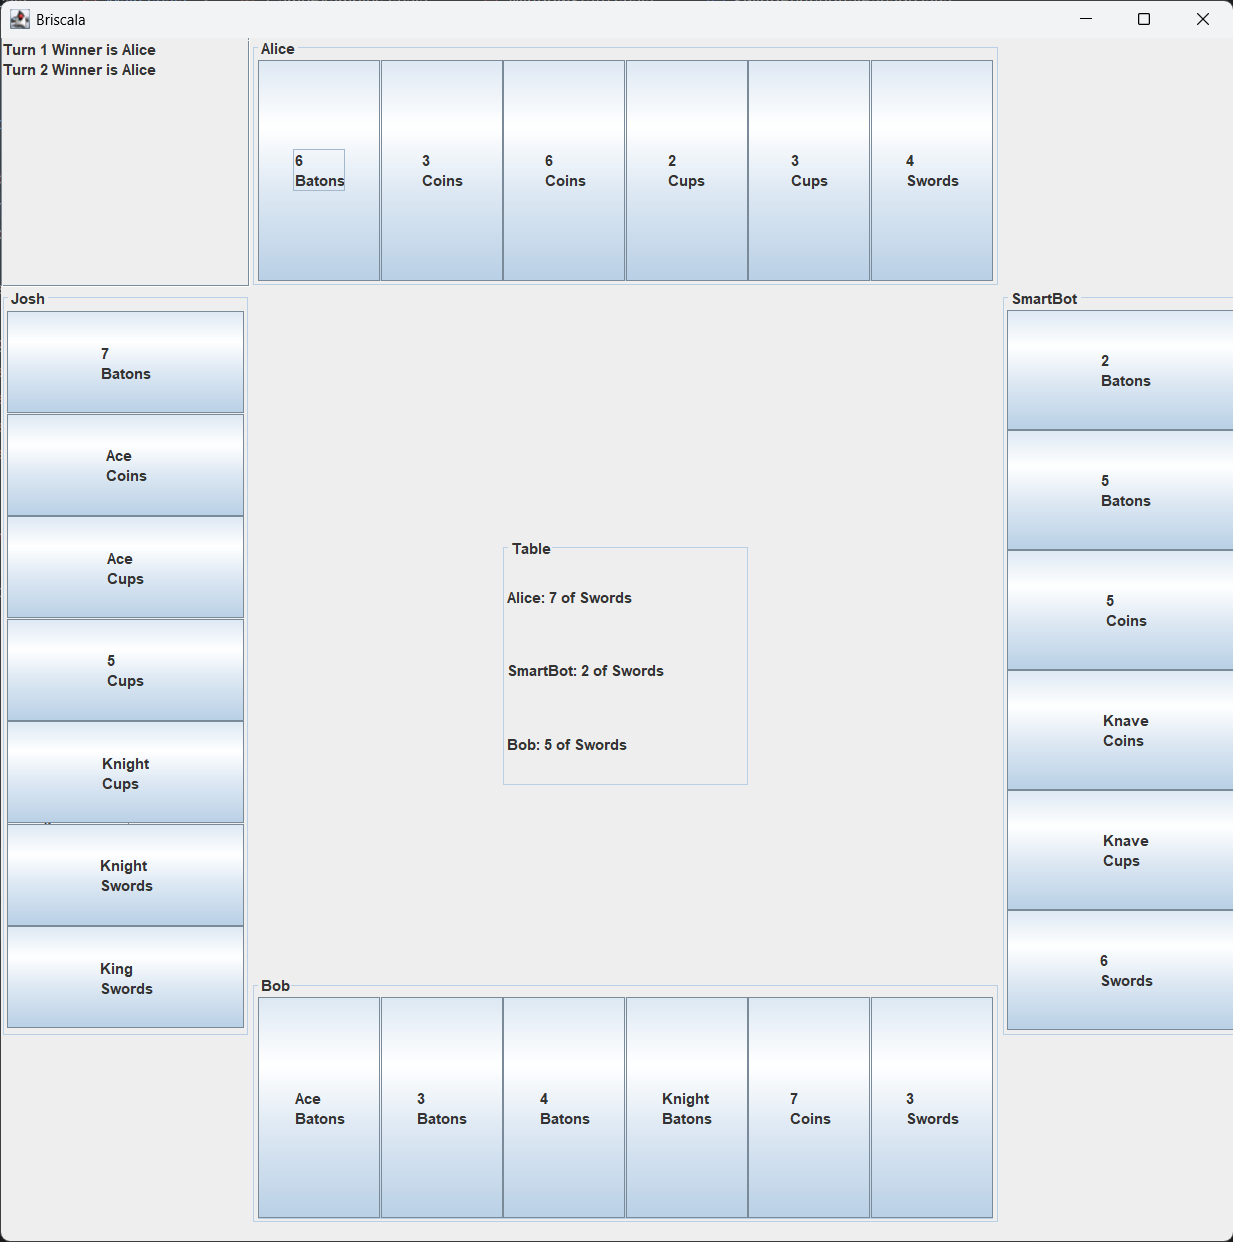 Briscala
Turn 1 Winner is Alice
Turn 2 Winner is Alice
Alice
6
Batons
3
Coins
6
Coins
2
Cups
3
Cups
4
Swords
Josh
7
Batons
Ace
Coins
Ace
Cups
5
Cups
Knight
Cups
Knight
Swords
King
Swords
Table
Alice: 7 of Swords
SmartBot: 2 of Swords
Bob: 5 of Swords
SmartBot
2
Batons
5
Batons
5
Coins
Knave
Coins
Knave
Cups
6
Swords
Bob
Ace
Batons
3
Batons
4
Batons
Knight
Batons
7
Coins
3
Swords